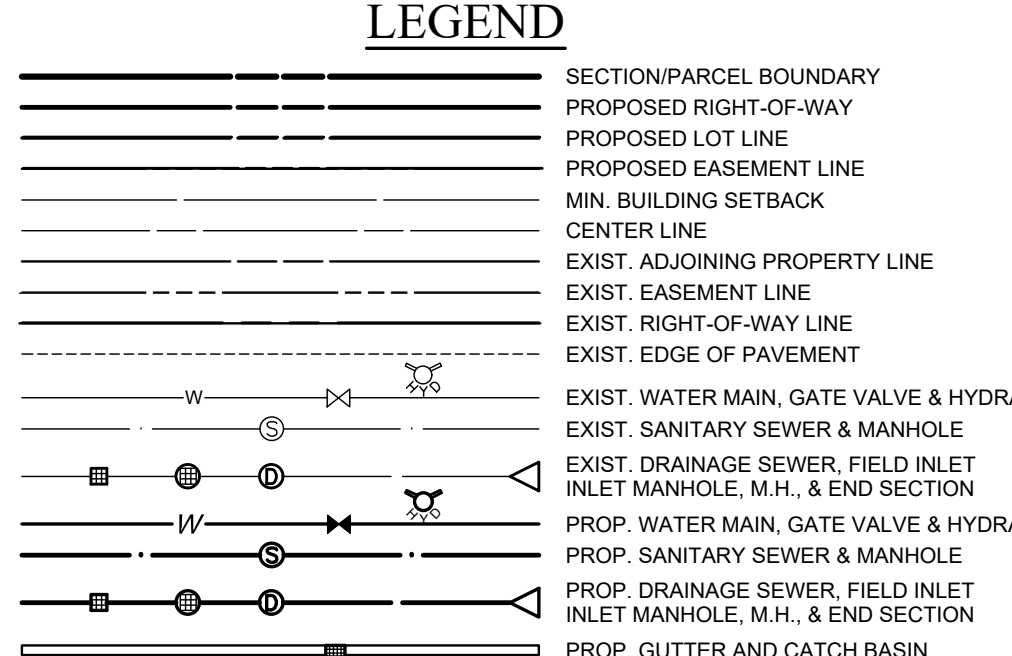 LEGEND
SECTION/PARCEL BOUNDARY
PROPOSED RIGHT-OF-WAY
PROPOSED LOT LINE
PROPOSED EASEMENT LINE
MIN. BUILDING SETBACK
CENTER LINE
EXIST. ADJOINING PROPERTY LINE
EXIST. EASEMENT LINE
EXIST. RIGHT-OF-WAY LINE
EXIST. EDGE OF PAVEMENT
W HYD EXIST. WATER MAIN, GATE VALVE & HYDRA
S EXIST. SANITARY SEWER & MANHOLE
D EXIST. DRAINAGE SEWER, FIELD INLET
INLET MANHOLE, M.H., & END SECTION
W HYD PROP. WATER MAIN, GATE VALVE & HYDRA
S PROP. SANITARY SEWER & MANHOLE
D PROP. DRAINAGE SEWER, FIELD INLET
INLET MANHOLE, M.H., & END SECTION
PROP. GUTTER AND CATCH BASIN